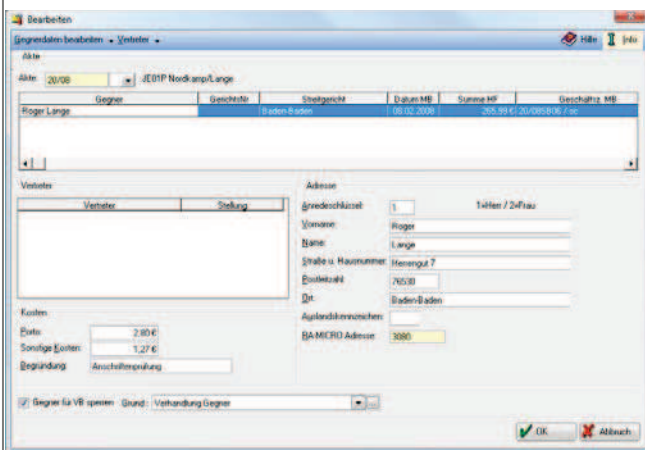 Bearbeiten
Gegnerdaten bearbeiten Vertreter Hilfe Info
Akte
Akte: 20/08 JE01P Nordkamp/Lange
Gegner GerichtsNr Streitgericht Datum MB Summe HF Geschäftsz. MB
Roger Lange Baden-Baden 08.02.2008 265,99 €
Vertreter
Vertreter Stellung
Adresse
Anredeschlüssel: 1 1=Herr / 2=Frau
Vorname: Roger
Name: Lange
Straße u. Hausnummer: Herrengut 7
Postleitzahl 76530
Ort: Baden-Baden
Auslandskennzeichen:
RA-MICRO Adresse: 3080
Kosten
Porto: 2,80 €
Sonstige Kosten: 1,27 €
Begründung: Anschriftenprüfung
Gegner für VB sperren Grund: Verhandlung Gegner
OK Abbruch